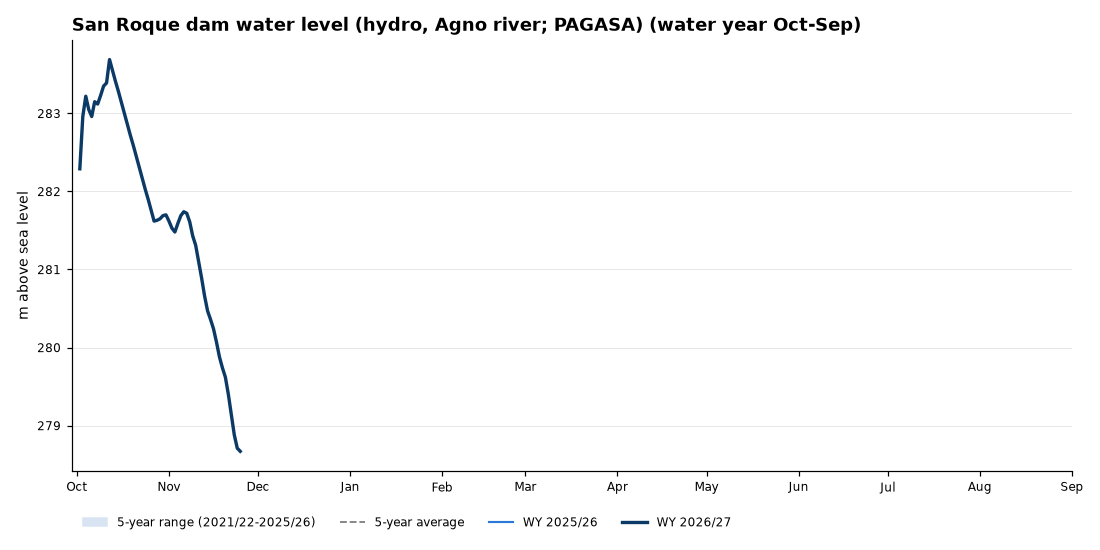 San Roque dam water level (hydro, Agno river; PAGASA) (water year Oct-Sep)
m above sea level
283
282
281
280
279
Oct Nov Dec Jan Feb Mar Apr May Jun Jul Aug Sep
5-year range (2021/22-2025/26) 5-year average WY 2025/26 WY 2026/27